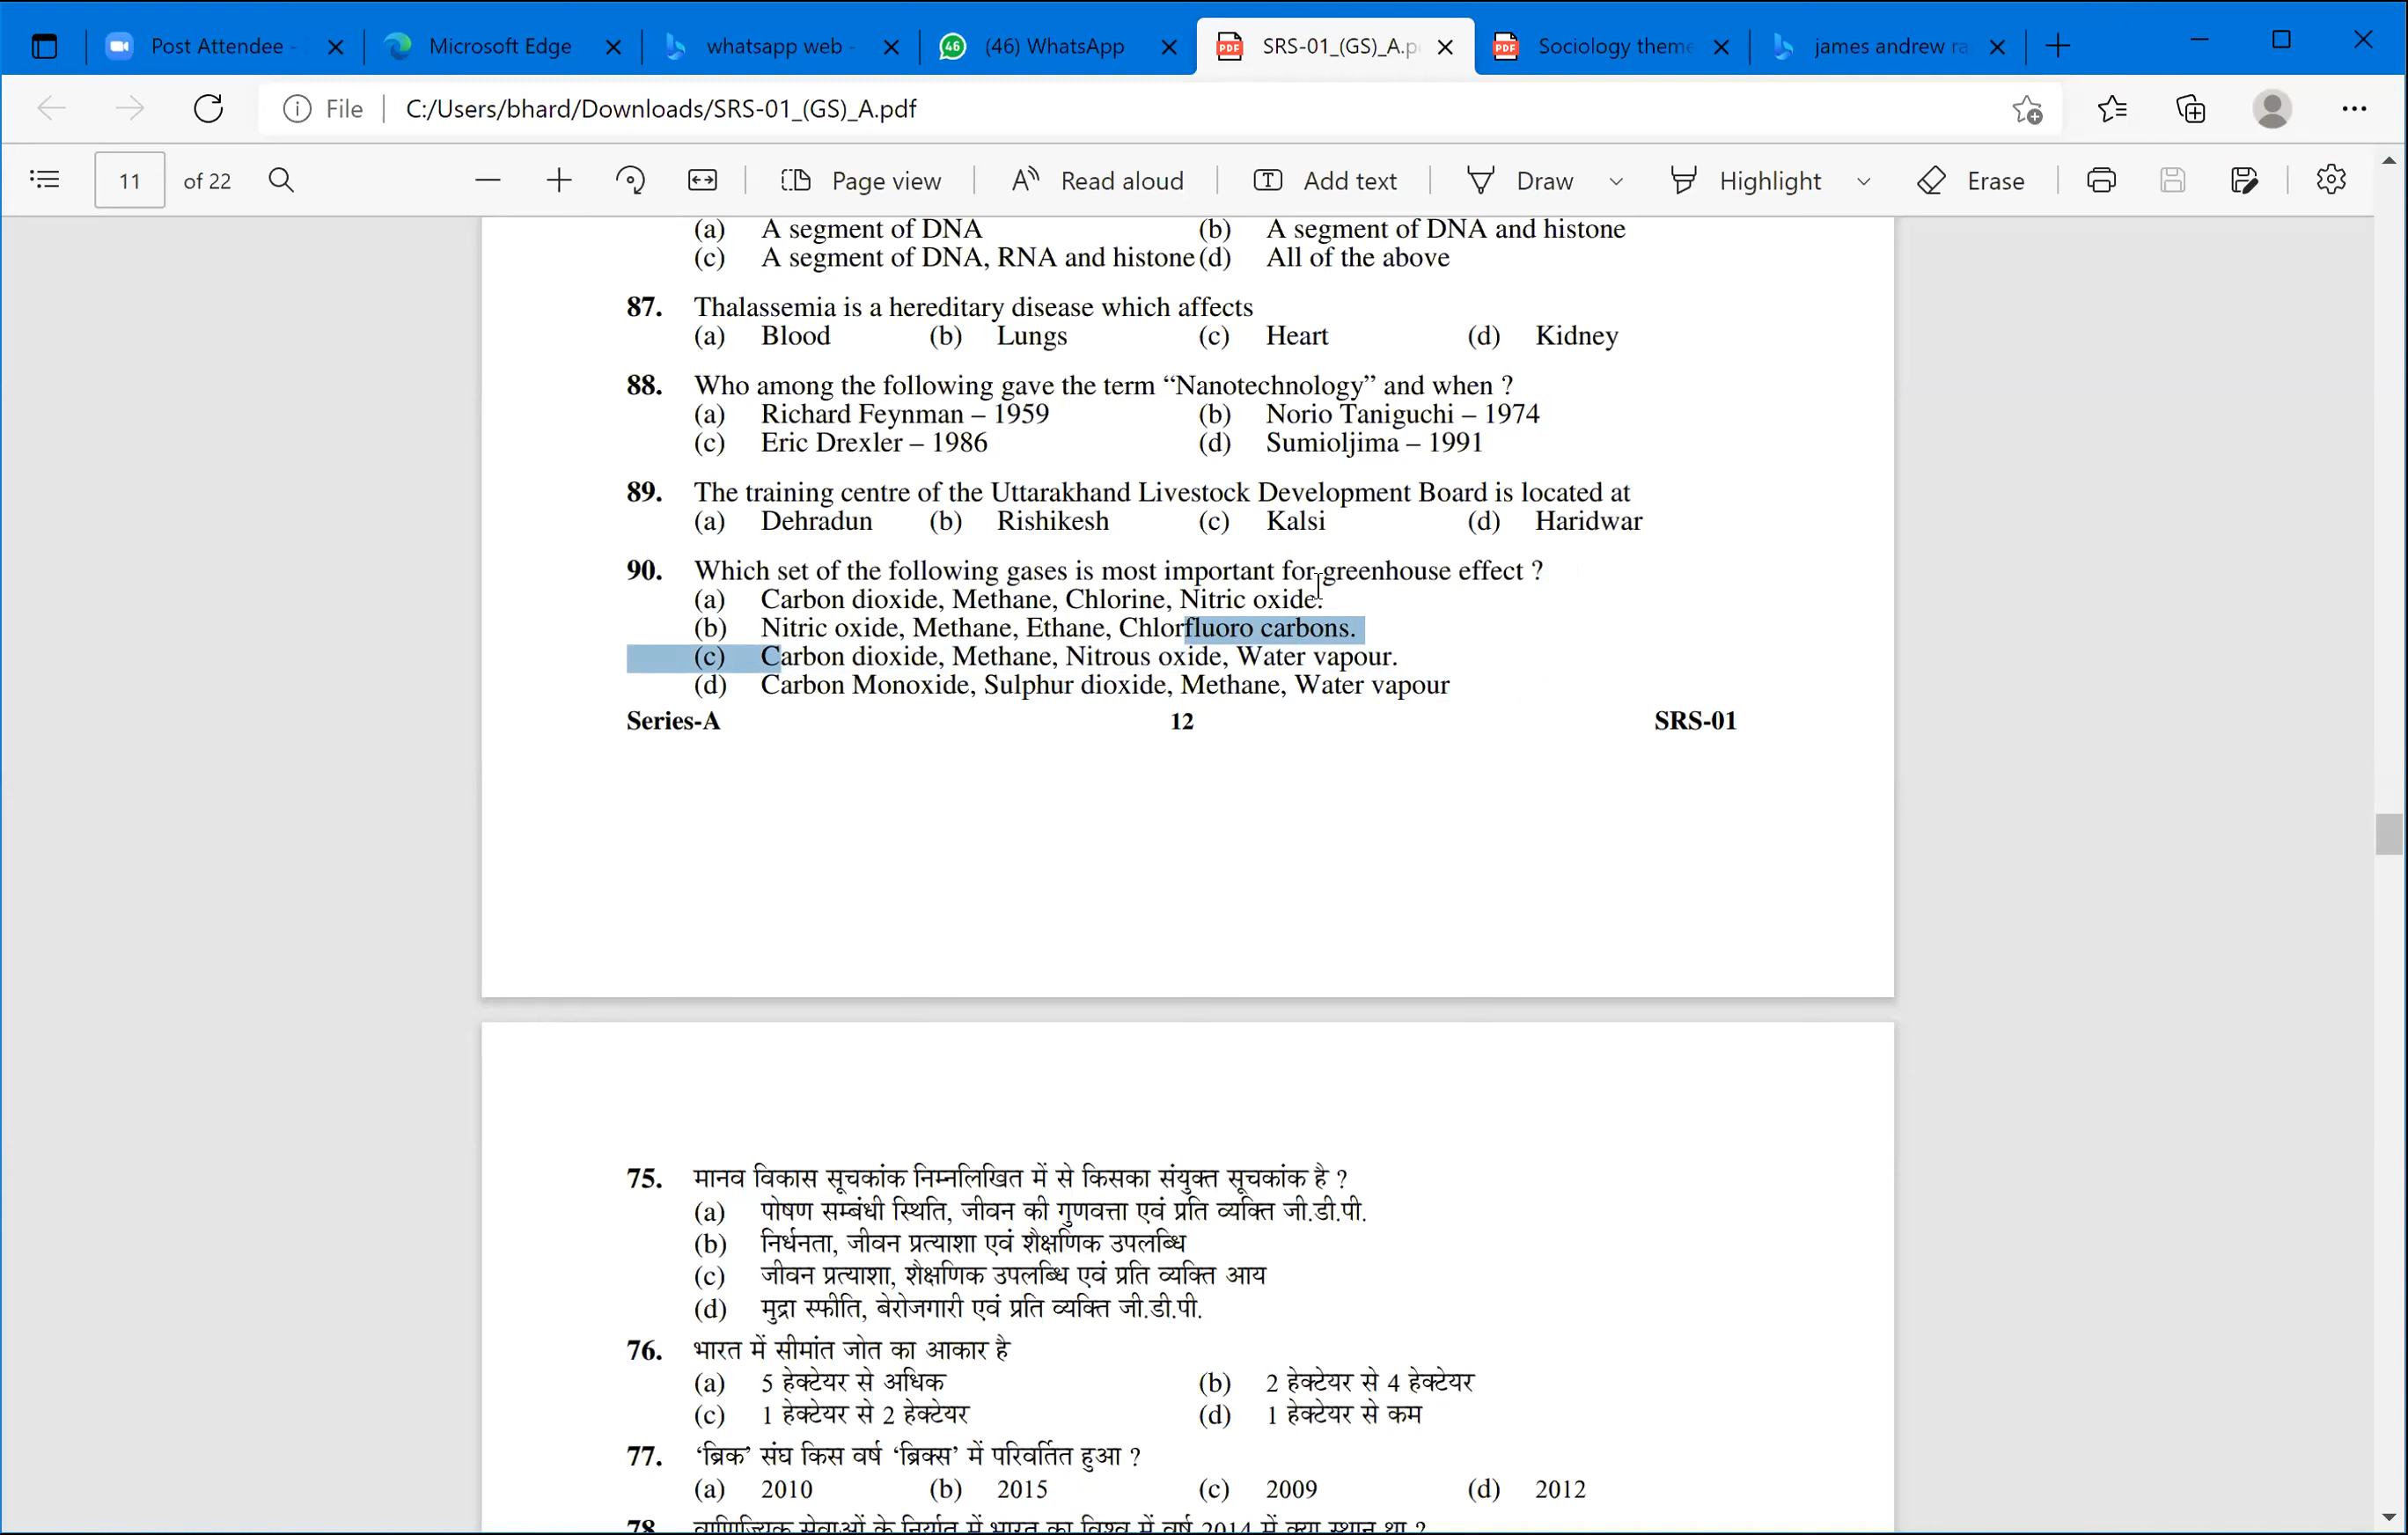 Post Attendee -
Microsoft Edge
whatsapp web -
46 (46) WhatsApp
PDF SRS-01_(GS)_A.p
PDF Sociology theme
james andrew ra
File C:/Users/bhard/Downloads/SRS-01_(GS)_A.pdf
11 of 22 Page view Read aloud Add text Draw Highlight Erase
(a) A segment of DNA (b) A segment of DNA and histone
(c) A segment of DNA, RNA and histone (d) All of the above
87. Thalassemia is a hereditary disease which affects
(a) Blood (b) Lungs (c) Heart (d) Kidney
88. Who among the following gave the term “Nanotechnology” and when ?
(a) Richard Feynman – 1959 (b) Norio Taniguchi – 1974
(c) Eric Drexler – 1986 (d) Sumioljima – 1991
89. The training centre of the Uttarakhand Livestock Development Board is located at
(a) Dehradun (b) Rishikesh (c) Kalsi (d) Haridwar
90. Which set of the following gases is most important for greenhouse effect ?
(a) Carbon dioxide, Methane, Chlorine, Nitric oxide.
(b) Nitric oxide, Methane, Ethane, Chlorfluoro carbons.
(c) Carbon dioxide, Methane, Nitrous oxide, Water vapour.
(d) Carbon Monoxide, Sulphur dioxide, Methane, Water vapour
Series-A 12 SRS-01
75. मानव विकास सूचकांक निम्नलिखित में से किसका संयुक्त सूचकांक है ?
(a) पोषण सम्बंधी स्थिति, जीवन की गुणवत्ता एवं प्रति व्यक्ति जी.डी.पी.
(b) निर्धनता, जीवन प्रत्याशा एवं शैक्षणिक उपलब्धि
(c) जीवन प्रत्याशा, शैक्षणिक उपलब्धि एवं प्रति व्यक्ति आय
(d) मुद्रा स्फीति, बेरोजगारी एवं प्रति व्यक्ति जी.डी.पी.
76. भारत में सीमांत जोत का आकार है
(a) 5 हेक्टेयर से अधिक (b) 2 हेक्टेयर से 4 हेक्टेयर
(c) 1 हेक्टेयर से 2 हेक्टेयर (d) 1 हेक्टेयर से कम
77. ‘ब्रिक’ संघ किस वर्ष ‘ब्रिक्स’ में परिवर्तित हुआ ?
(a) 2010 (b) 2015 (c) 2009 (d) 2012
78. वाणिज्यिक सेवाओं के निर्यात में भारत का विश्व में वर्ष 2014 में क्या स्थान था ?